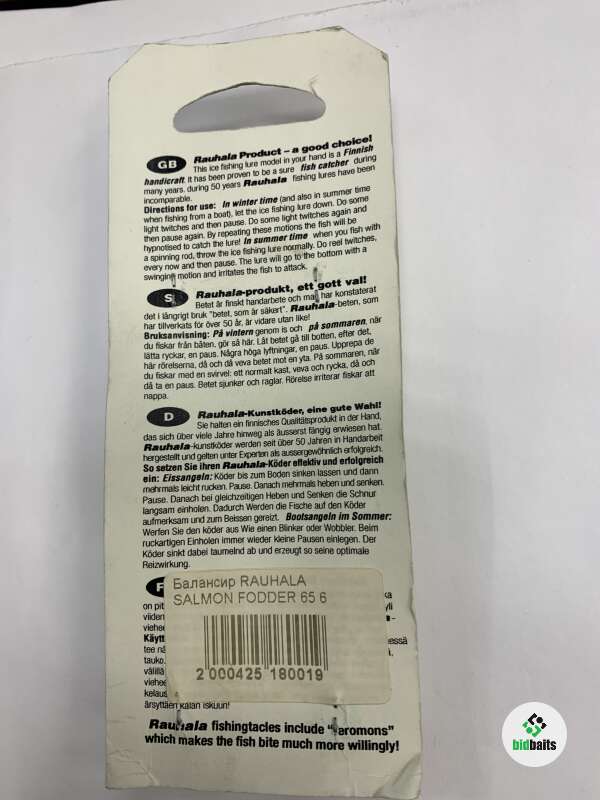 GB Rauhala Product – a good choice!
This ice fishing lure model in your hand is a Finnish
handicraft. It has been proven to be a sure fish catcher during
many years, during 50 years Rauhala fishing lures have been
incomparable.
Directions for use: In winter time (and also in summer time
when fishing from a boat), let the ice fishing lure down. Do some
light twitches and then pause. Do some light twitches again and
then pause again. By repeating these motions the fish will be
hypnotised to catch the lure! In summer time when you fish with
a spinning rod, throw the ice fishing lure normally. Do reel twitches,
every now and then pause. The lure will go to the bottom with a
swinging motion and irritates the fish to attack.
S Rauhala-produkt, ett gott val!
Betet är finskt handarbete och mai har konstaterat
det i långrigt bruk "betet, som är säkert". Rauhala-beten, som
har tillverkats för over 50 år, är vidare utan like!
Bruksanvisning: På vintern genom is och på sommaren, när
du fiskar från båten, gör så här. Låt betet gå till botten, efter det,
lätta ryckar, en paus. Några höga lyftningar, en paus. Upprepa de
här rörelserna, då och då veva betet mot en yta. På sommaren, när
du fiskar med en svirvel: ett normalt kast, veva och rycka, då och
då ta en paus. Betet sjunker och raglar. Rörelse irriterar fiskar att
nappa.
D Rauhala-Kunstköder, eine gute Wahl!
Sie halten ein finnisches Qualitätsprodukt in der Hand,
das sich über viele Jahre hinweg als äusserst fängig erwiesen hat.
Rauhala-kunstköder werden seit über 50 Jahren in Handarbeit
hergestellt und gelten unter Experten als aussergewöhnlich erfolgreich.
So setzen Sie ihren Rauhala-Köder effektiv und erfolgreich
ein: Eissangeln: Köder bis zum Boden sinken lassen und dann
mehrmals leicht rucken. Pause. Danach mehrmals heben und senken.
Pause. Danach bei gleichzeitigen Heben und Senken die Schnur
langsam einholen. Dadurch Werden die Fische auf den Köder
aufmerksam und zum Beissen gereizt. Bootsangeln im Sommer:
Werfen Sie den köder aus Wie einen Blinker oder Wobbler. Beim
ruckartigen Einholen immer wieder kleine Pausen einlegen. Der
Köder sinkt dabei taumelnd ab und erzeugt so seine optimale
Reizwirkung.
F
on pit
viiden
viehee
Käytt
tee nä
tauko.
välillä
viehe
kelaus
ärsyttäen kalan iskuun!
Балансир RAUHALA
SALMON FODDER 65 6
2 000425 180019
Rauhala fishingtacles include "Feromons"
which makes the fish bite much more willingly!
bidbaits